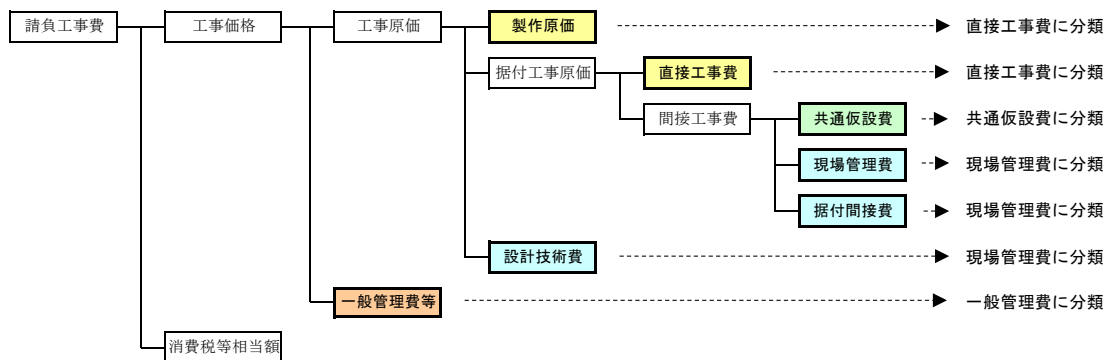 請負工事費 工事価格 工事原価 製作原価 直接工事費に分類
据付工事原価 直接工事費 直接工事費に分類
間接工事費 共通仮設費 共通仮設費に分類
現場管理費 現場管理費に分類
据付間接費 現場管理費に分類
設計技術費 現場管理費に分類
一般管理費等 一般管理費に分類
消費税等相当額